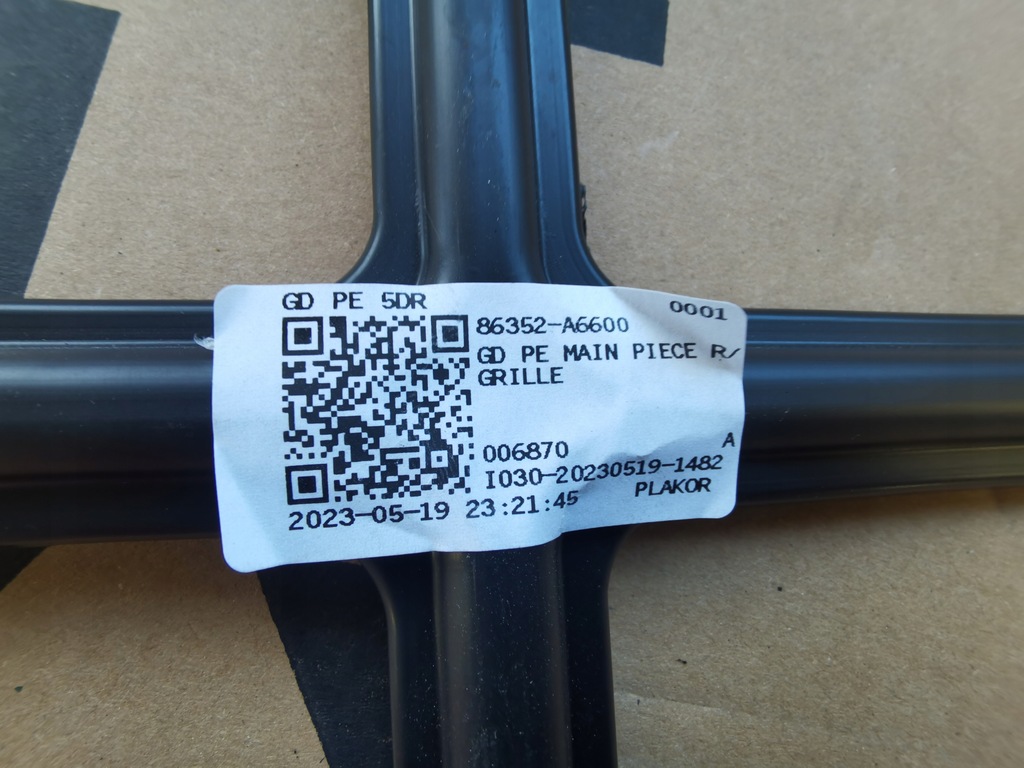 GD PE 5DR
0001
86352-A6600
GD PE MAIN PIECE R/
GRILLE
006870
A
I030-20230519-1482
PLAKOR
2023-05-19 23:21:45